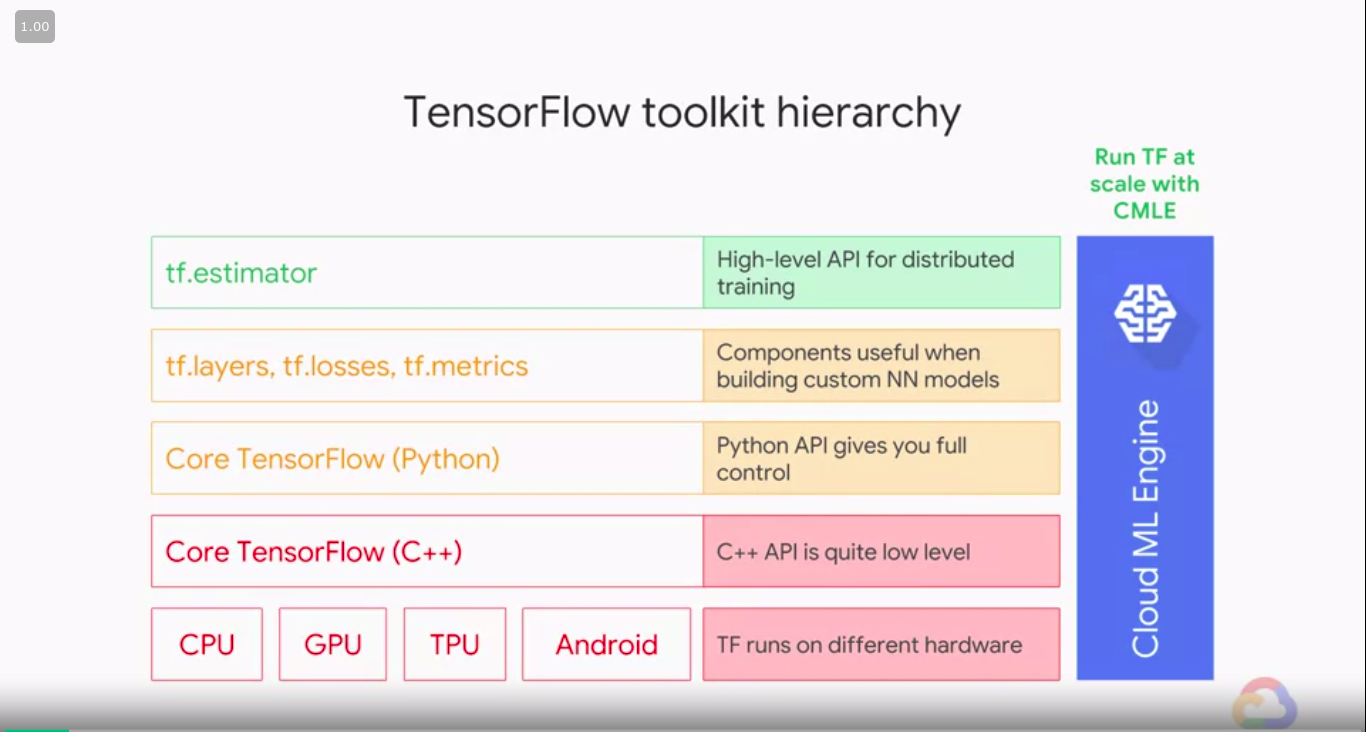 1.00
TensorFlow toolkit hierarchy
Run TF at
scale with
CMLE
tf.estimator
High-level API for distributed
training
tf.layers, tf.losses, tf.metrics
Components useful when
building custom NN models
Core TensorFlow (Python)
Python API gives you full
control
Core TensorFlow (C++)
C++ API is quite low level
CPU
GPU
TPU
Android
TF runs on different hardware
Cloud ML Engine